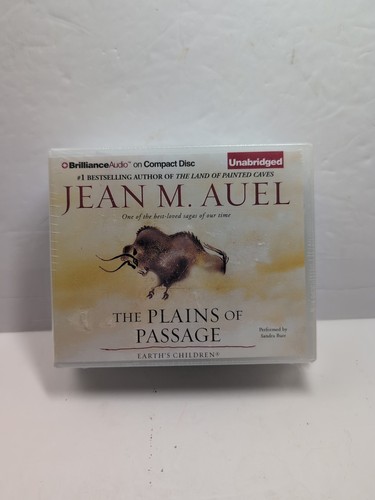 BrillianceAudio™ on Compact Disc
Unabridged
#1 BESTSELLING AUTHOR OF THE LAND OF PAINTED CAVES
JEAN M. AUEL
One of the best-loved sagas of our time
THE PLAINS OF
PASSAGE
Performed by
Sandra Burr
EARTH'S CHILDREN®